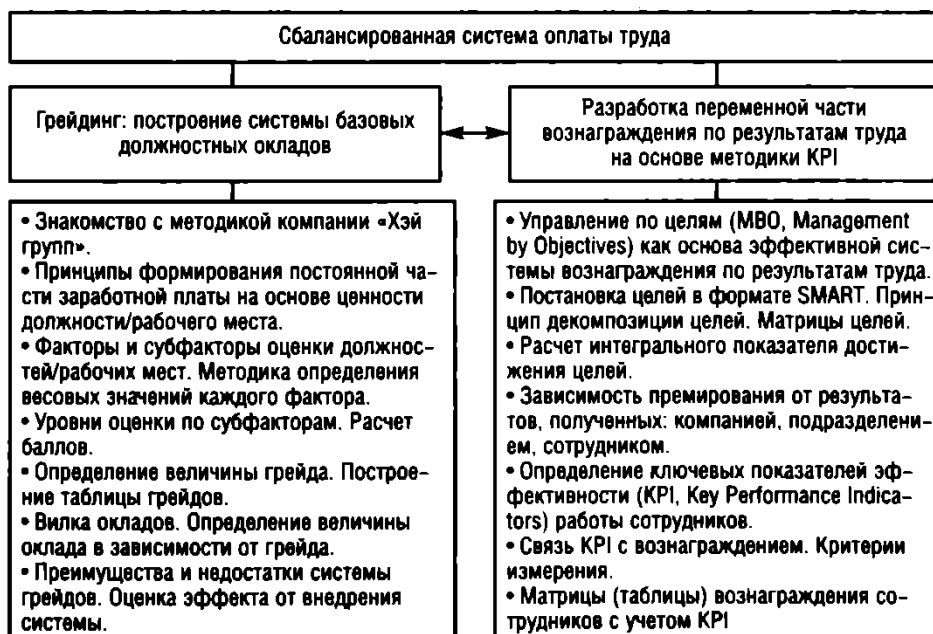 Сбалансированная система оплаты труда
Грейдинг: построение системы базовых
должностных окладов
Разработка переменной части
вознаграждения по результатам труда
на основе методики KPI
• Знакомство с методикой компании «Хэй
групп».
• Принципы формирования постоянной ча-
сти заработной платы на основе ценности
должности/рабочего места.
• Факторы и субфакторы оценки должнос-
тей/рабочих мест. Методика определения
весовых значений каждого фактора.
• Уровни оценки по субфакторам. Расчет
баллов.
• Определение величины грейда. Построе-
ние таблицы грейдов.
• Вилка окладов. Определение величины
оклада в зависимости от грейда.
• Преимущества и недостатки системы
грейдов. Оценка эффекта от внедрения
системы.
• Управление по целям (MBO, Management
by Objectives) как основа эффективной сис-
темы вознаграждения по результатам труда.
• Постановка целей в формате SMART. Прин-
цип декомпозиции целей. Матрицы целей.
• Расчет интегрального показателя дости-
жения целей.
• Зависимость премирования от результа-
тов, полученных: компанией, подразделени-
ем, сотрудником.
• Определение ключевых показателей эф-
фективности (KPI, Key Performance Indica-
tors) работы сотрудников.
• Связь KPI с вознаграждением. Критерии
измерения.
• Матрицы (таблицы) вознаграждения со-
трудников с учетом KPI